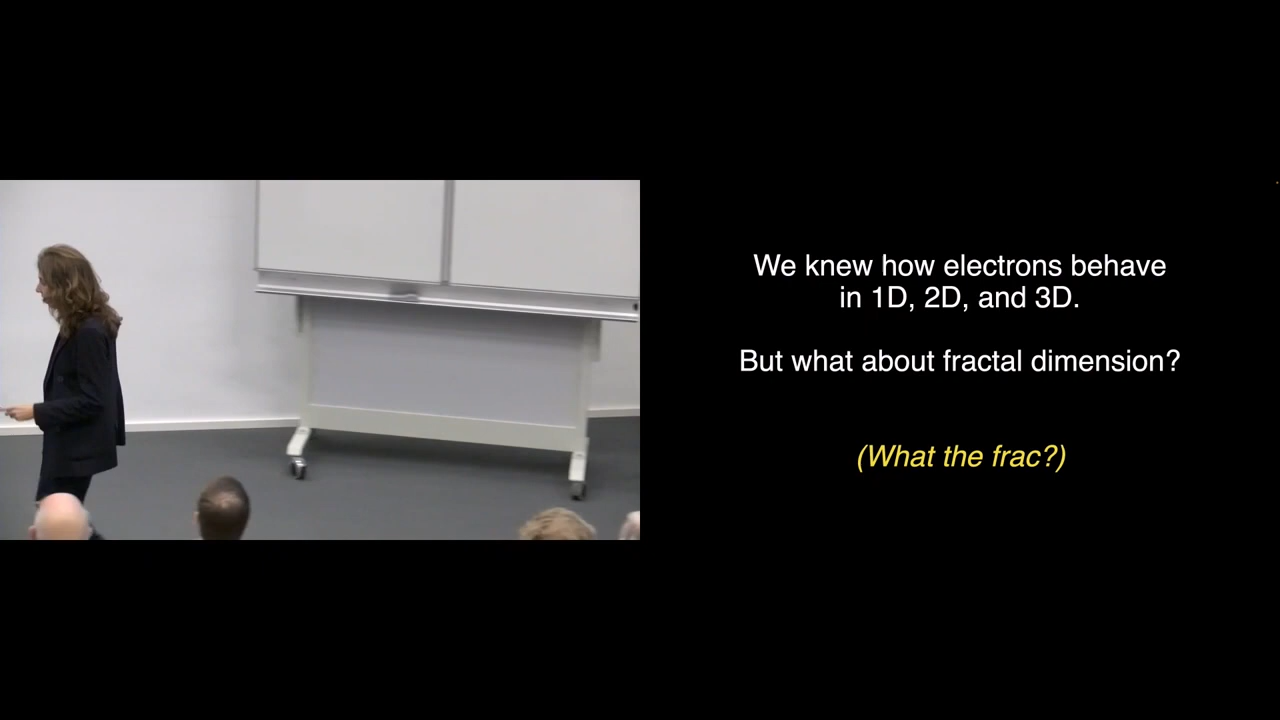 We knew how electrons behave
in 1D, 2D, and 3D.
But what about fractal dimension?
(What the frac?)